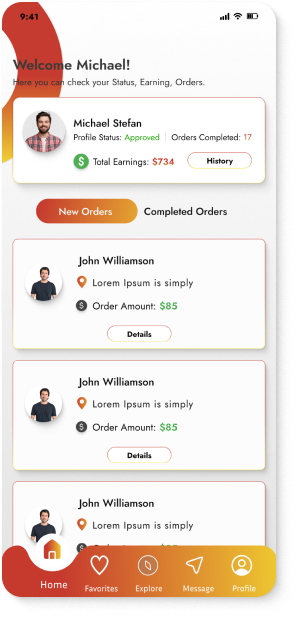 9:41
Welcome Michael!
Here you can check your Status, Earning, Orders.
Michael Stefan
Profile Status: Approved Orders Completed: 17
$ Total Earnings: $734 History
New Orders Completed Orders
John Williamson
Lorem Ipsum is simply
$ Order Amount: $85
Details
John Williamson
Lorem Ipsum is simply
$ Order Amount: $85
Details
John Williamson
Lorem Ipsum is simply
Home Favorites Explore Message Profile